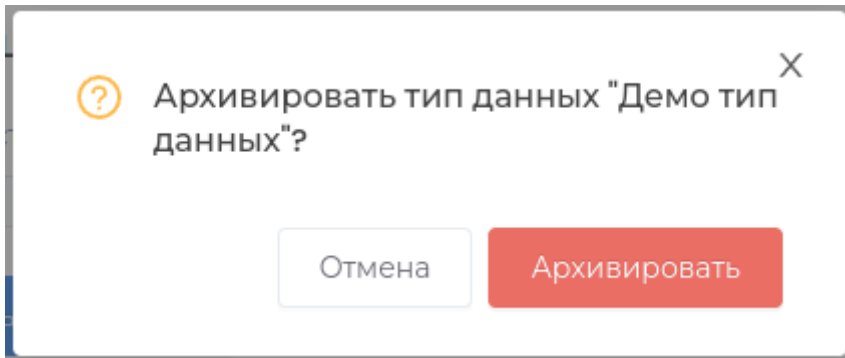 Архивировать тип данных "Демо тип
данных"?
Отмена
Архивировать